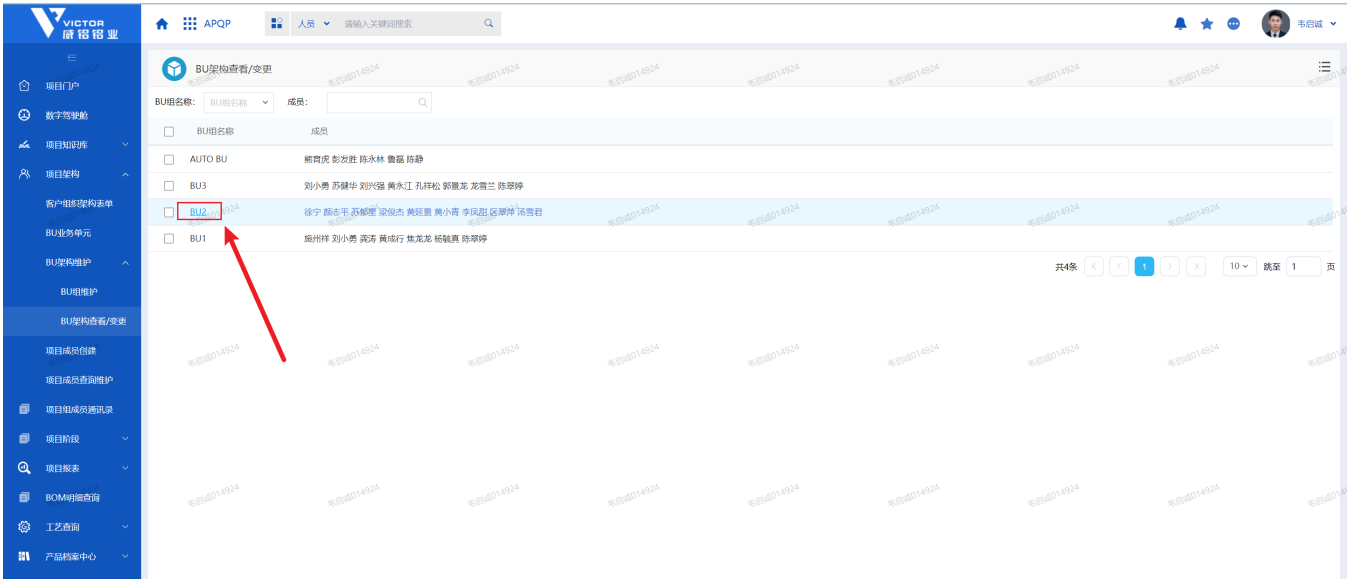 VICTOR
威铝铝业
APQP
人员
请输入关键词搜索
韦启诚
项目门户
数字驾驶舱
项目知识库
项目架构
客户组织架构表单
BU业务单元
BU架构维护
BU组维护
BU架构查看/变更
项目成员创建
项目成员查询维护
项目组成员通讯录
项目阶段
项目报表
BOM明细查询
工艺查询
产品档案中心
BU架构查看/变更
BU组名称: BU组名称 成员:
BU组名称 成员
AUTO BU 熊育虎 彭发胜 陈永林 鲁磊 陈静
BU3 刘小勇 苏健华 刘兴强 黄永江 孔祥松 郭景龙 龙雪兰 陈翠婷
BU2 徐宁 颜志平 苏郁星 梁俊杰 黄廷景 黄小青 李凤甜 区翠萍 汤雪君
BU1 施州祥 刘小勇 龚涛 黄成行 焦龙龙 杨毓真 陈翠婷
共4条 1 10 跳至 1 页
韦启诚014924